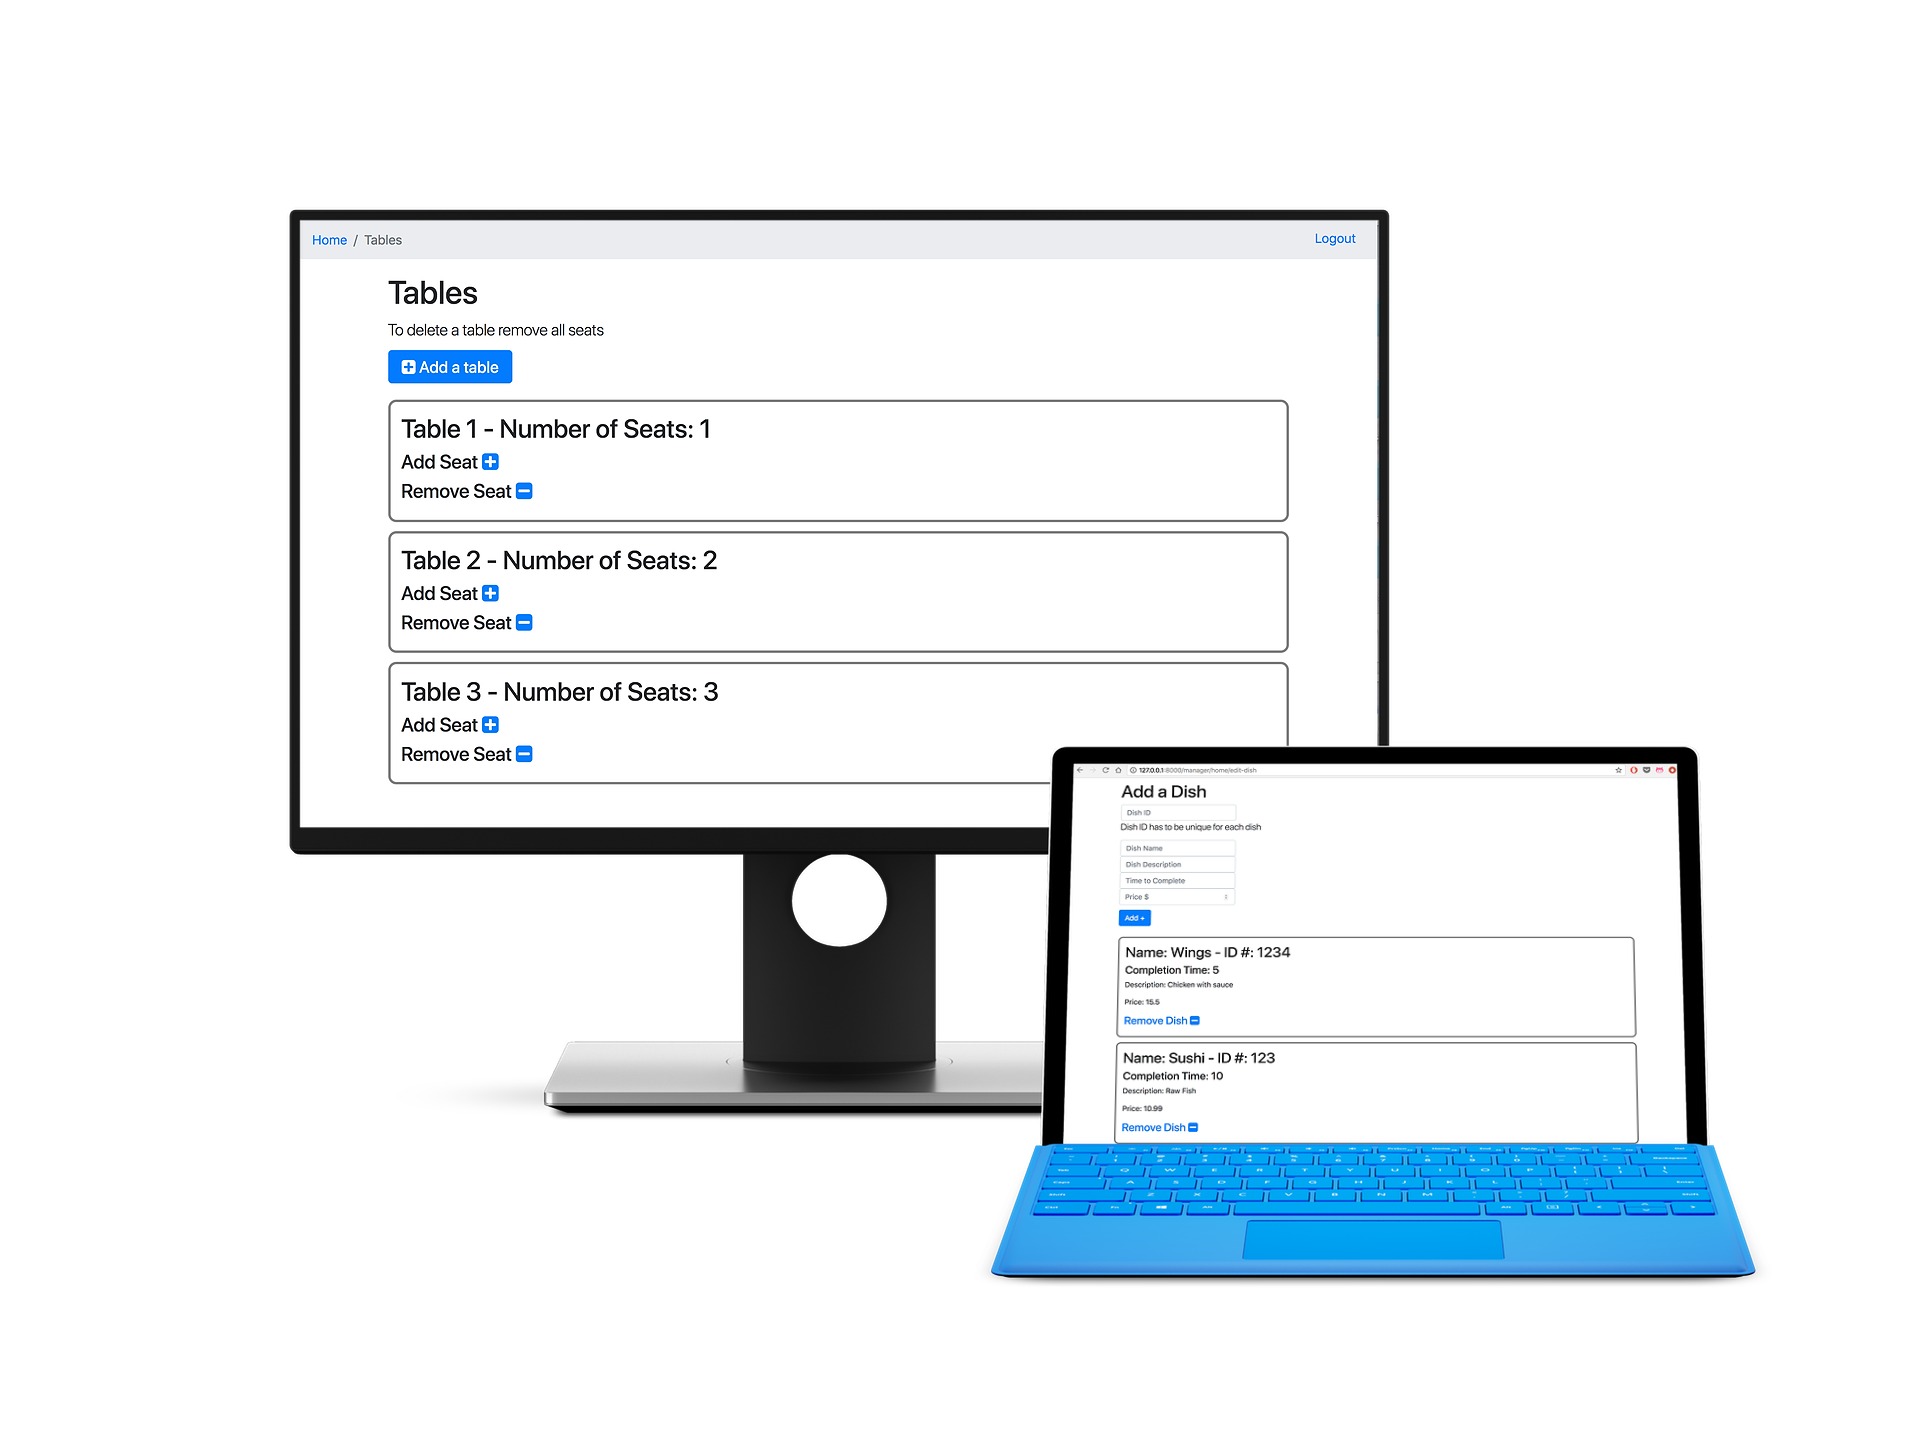 Home / Tables
Logout
Tables
To delete a table remove all seats
Add a table
Table 1 - Number of Seats: 1
Add Seat
Remove Seat
Table 2 - Number of Seats: 2
Add Seat
Remove Seat
Table 3 - Number of Seats: 3
Add Seat
Remove Seat
127.0.0.1:8000/manager/home/edit-dish
Add a Dish
Dish ID
Dish ID has to be unique for each dish
Dish Name
Dish Description
Time to Complete
Price $
Add +
Name: Wings - ID #: 1234
Completion Time: 5
Description: Chicken with sauce
Price: 15.5
Remove Dish
Name: Sushi - ID #: 123
Completion Time: 10
Description: Raw Fish
Price: 10.99
Remove Dish
Q W E R T Y U I O P
A S D F G H J K L
Z X C V B N M